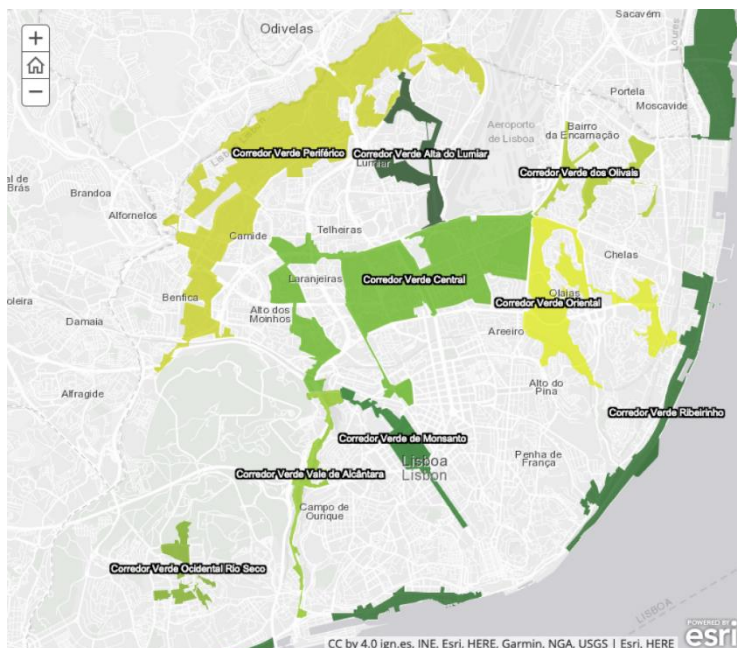 Sacavém
Odivelas
Loures
Portela
Moscavide
Aeroporto
de Lisboa
Bairro
da Encarnação
Corredor Verde Periférico
Corredor Verde Alta do Lumiar
Lumiar
Corredor Verde dos Olivais
al de
Brás
Brandoa
Alfornelos
Carnide
Telheiras
Chelas
Laranjeiras
Corredor Verde Central
Benfica
Olaias
Corredor Verde Oriental
oleira
Damaia
Alto dos
Moinhos
Areeiro
Alfragide
Alto do
Pina
Corredor Verde Ribeirinho
Corredor Verde de Monsanto
Lisboa
Lisbon
Penha de
França
Corredor Verde Vale de Alcântara
Campo de
Ourique
Corredor Verde Ocidental Rio Seco
LISBOA
POWERED BY
esri
CC by 4.0 ign.es, INE, Esri, HERE, Garmin, NGA, USGS | Esri, HERE